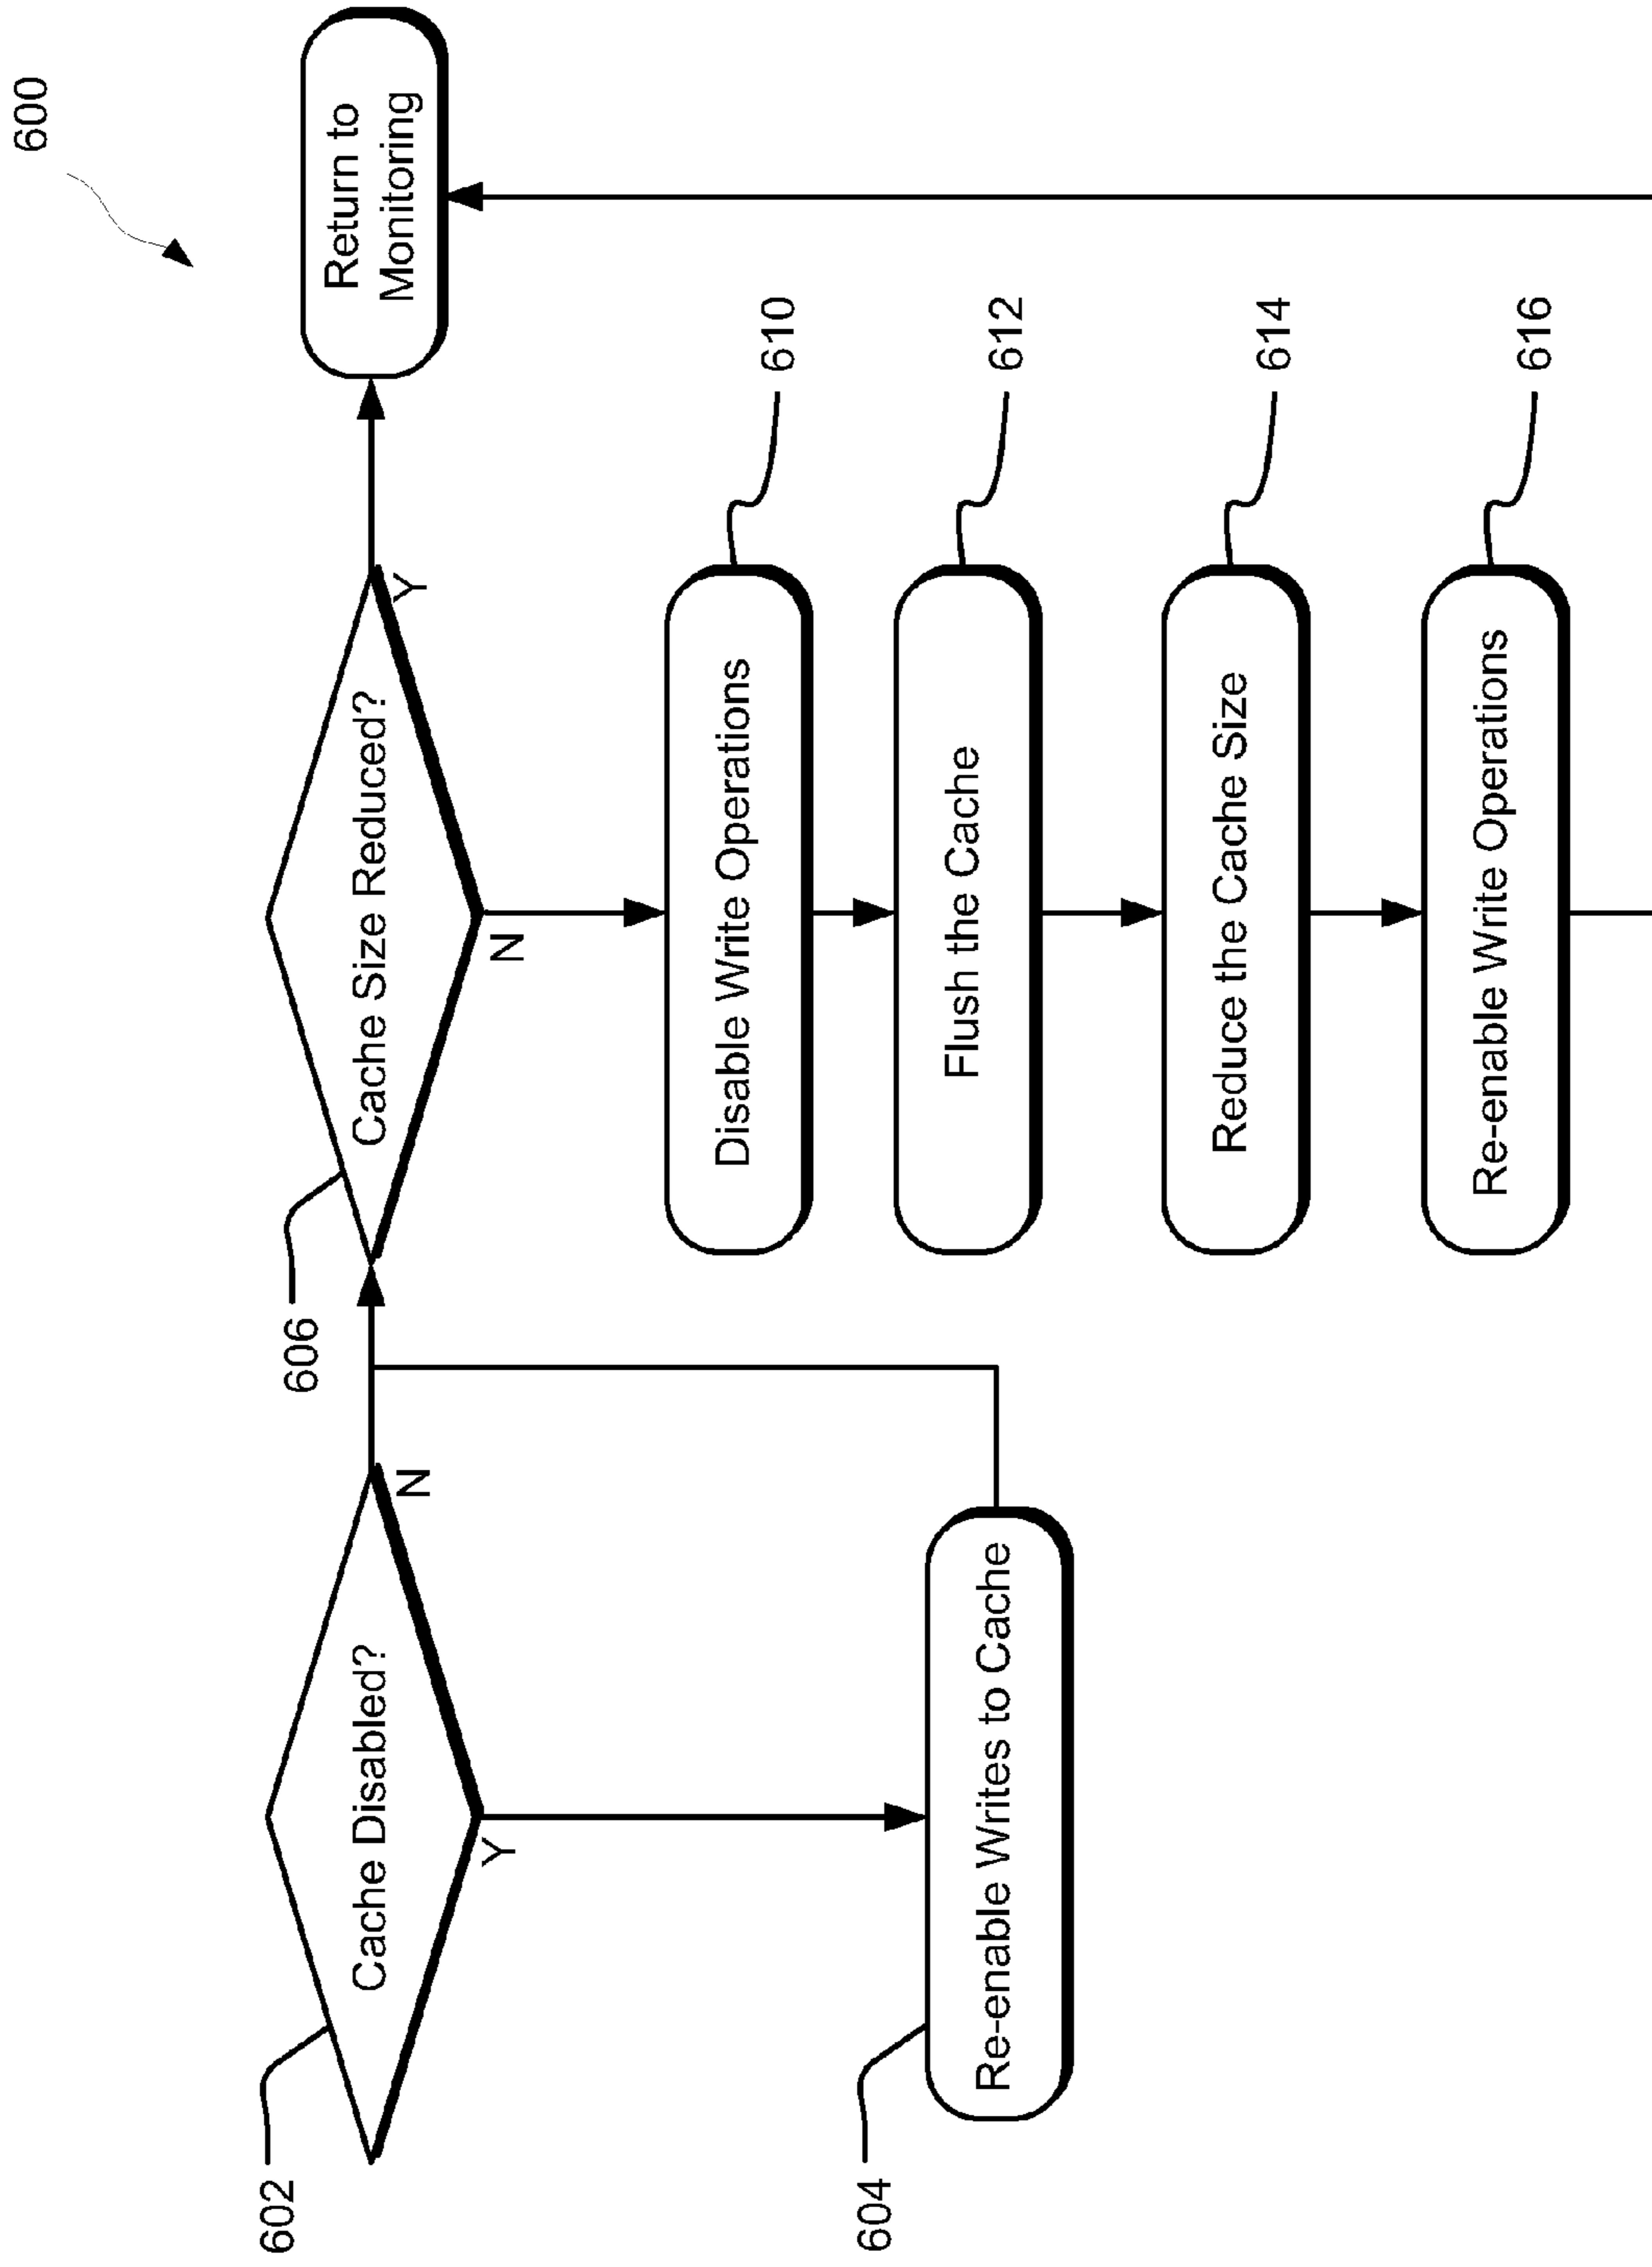 600
602
Cache Disabled?
N
Y
604
Re-enable Writes to Cache
606
Cache Size Reduced?
Y
N
Return to
Monitoring
Disable Write Operations
610
Flush the Cache
612
Reduce the Cache Size
614
Re-enable Write Operations
616